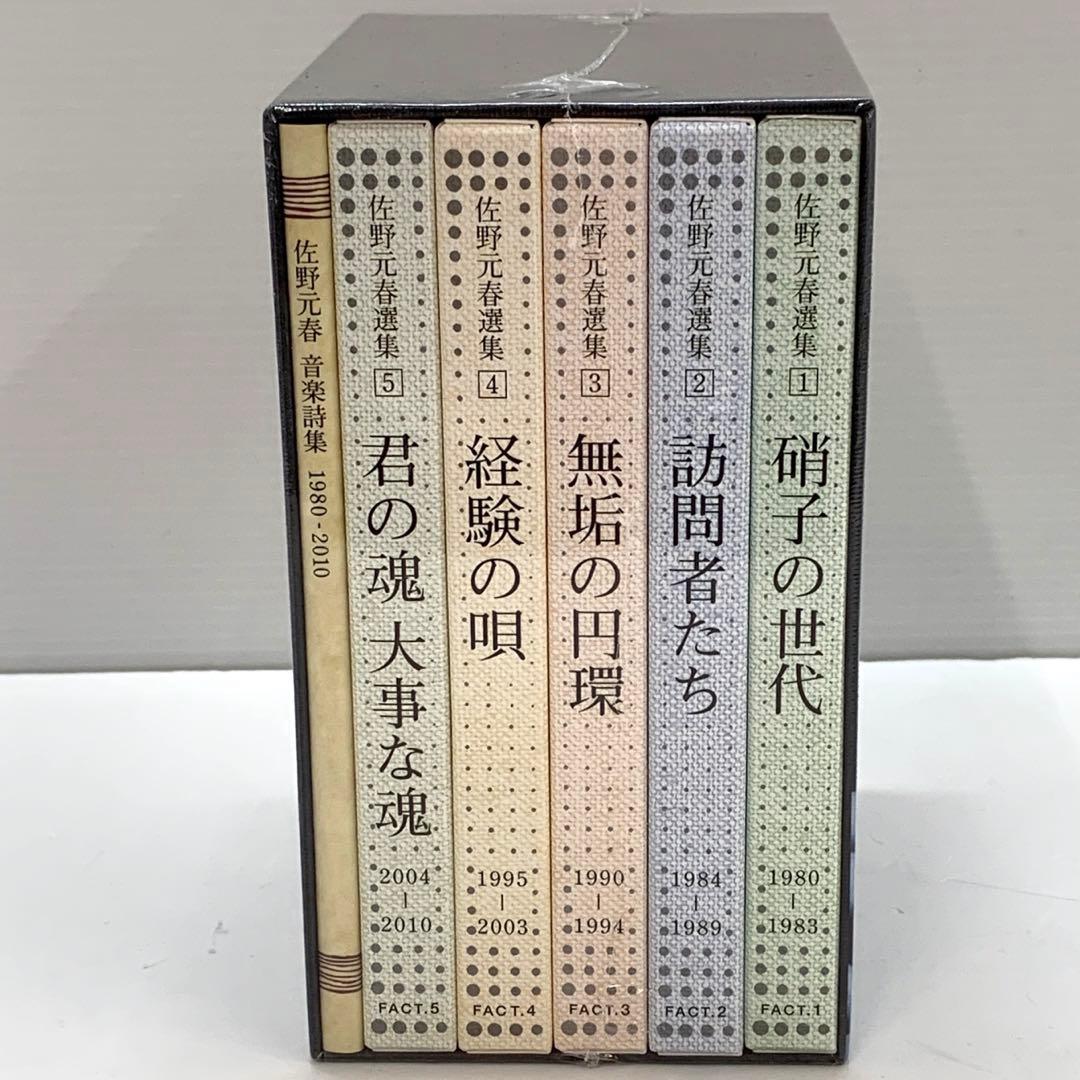 佐野元春 音楽詩集 1980-2010
佐野元春選集 5
君の魂 大事な魂
2004
-
2010
FACT.5
佐野元春選集 4
経験の唄
1995
-
2003
FACT.4
佐野元春選集 3
無垢の円環
1990
-
1994
FACT.3
佐野元春選集 2
訪問者たち
1984
-
1989
FACT.2
佐野元春選集 1
硝子の世代
1980
-
1983
FACT.1